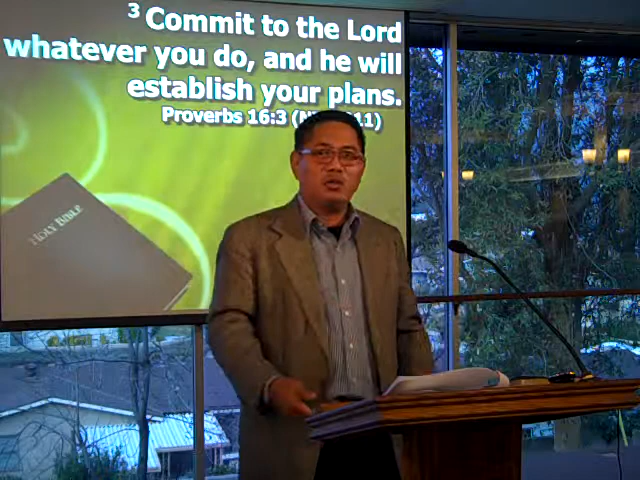 3 Commit to the Lord
whatever you do, and he will
establish your plans.
Proverbs 16:3 (N 11)
HOLY BIBLE